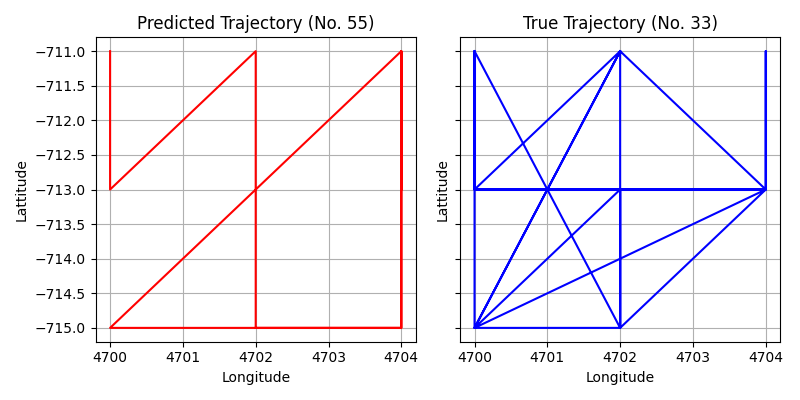 Predicted Trajectory (No. 55)
Lattitude
−711.0
−711.5
−712.0
−712.5
−713.0
−713.5
−714.0
−714.5
−715.0
4700 4701 4702 4703 4704
Longitude
True Trajectory (No. 33)
Lattitude
4700 4701 4702 4703 4704
Longitude